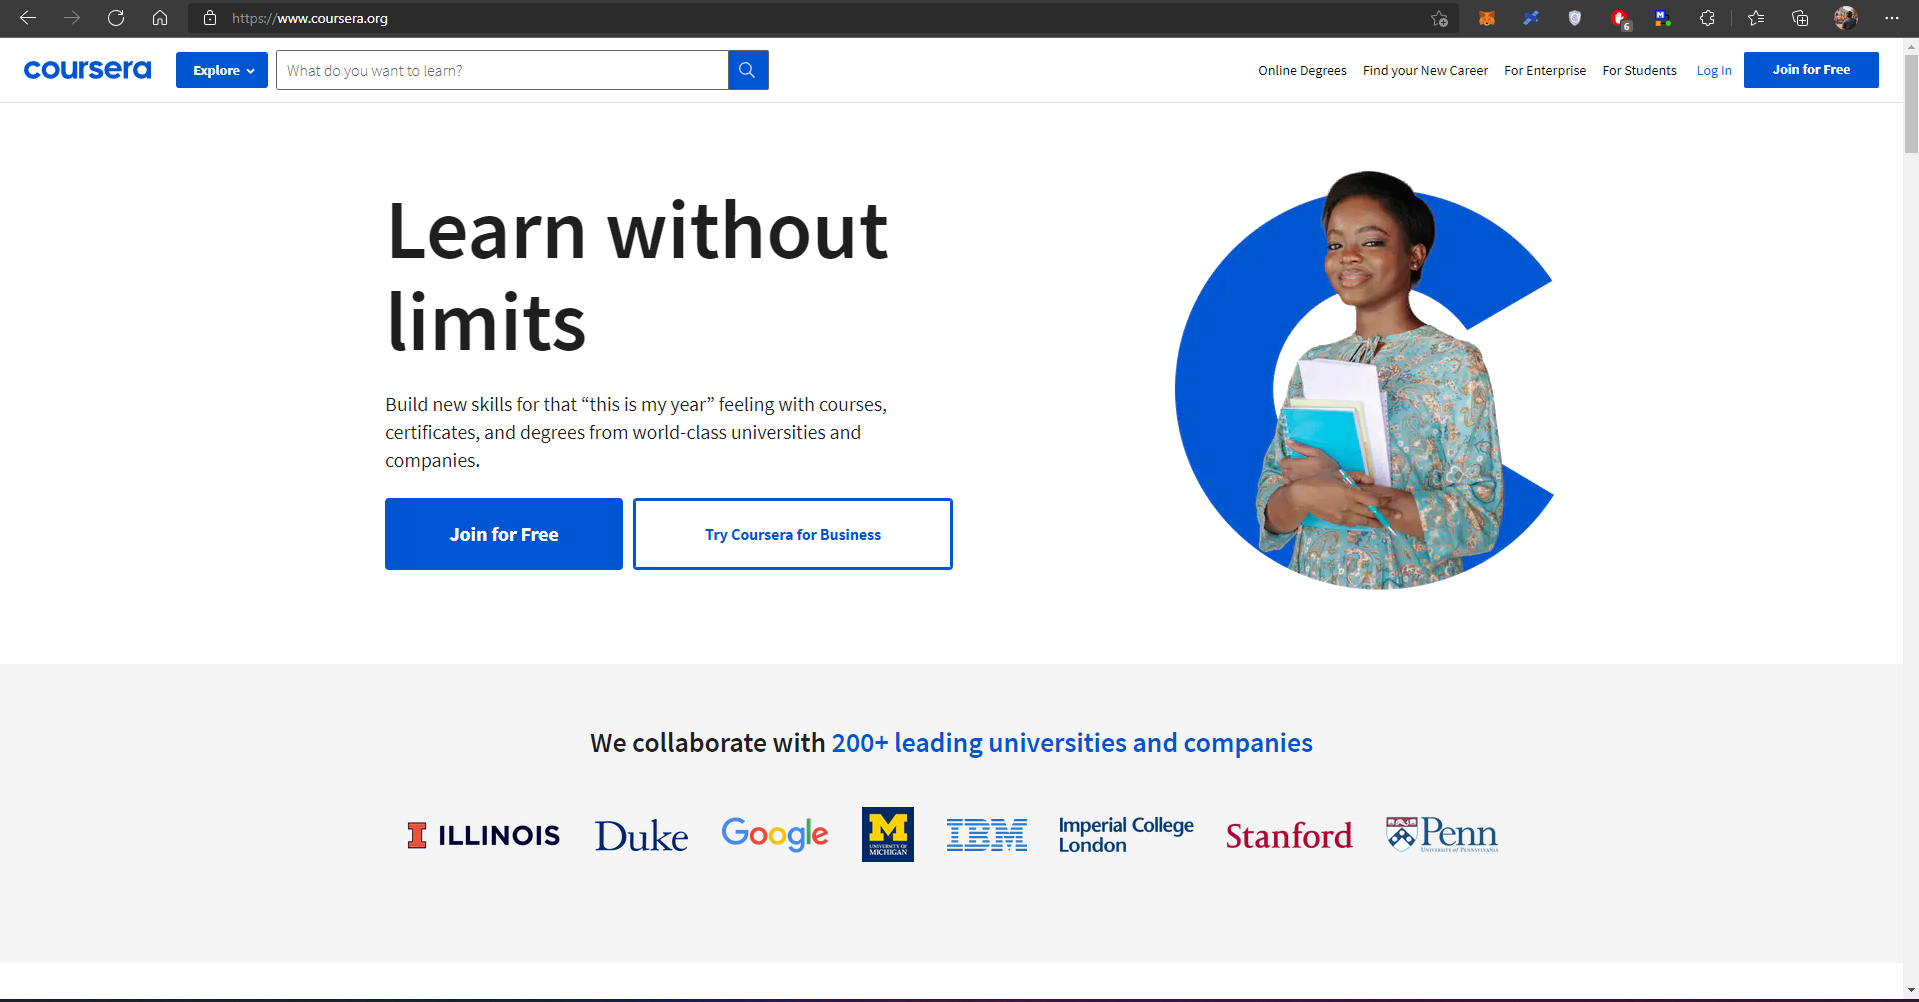 https://www.coursera.org
6
M
coursera
Explore
What do you want to learn?
Online Degrees
Find your New Career
For Enterprise
For Students
Log In
Join for Free
Learn without
limits
Build new skills for that “this is my year” feeling with courses,
certificates, and degrees from world-class universities and
companies.
Join for Free
Try Coursera for Business
We collaborate with 200+ leading universities and companies
I ILLINOIS
Duke
Google
M
UNIVERSITY OF
MICHIGAN
IBM
Imperial College
London
Stanford
Penn
UNIVERSITY OF PENNSYLVANIA